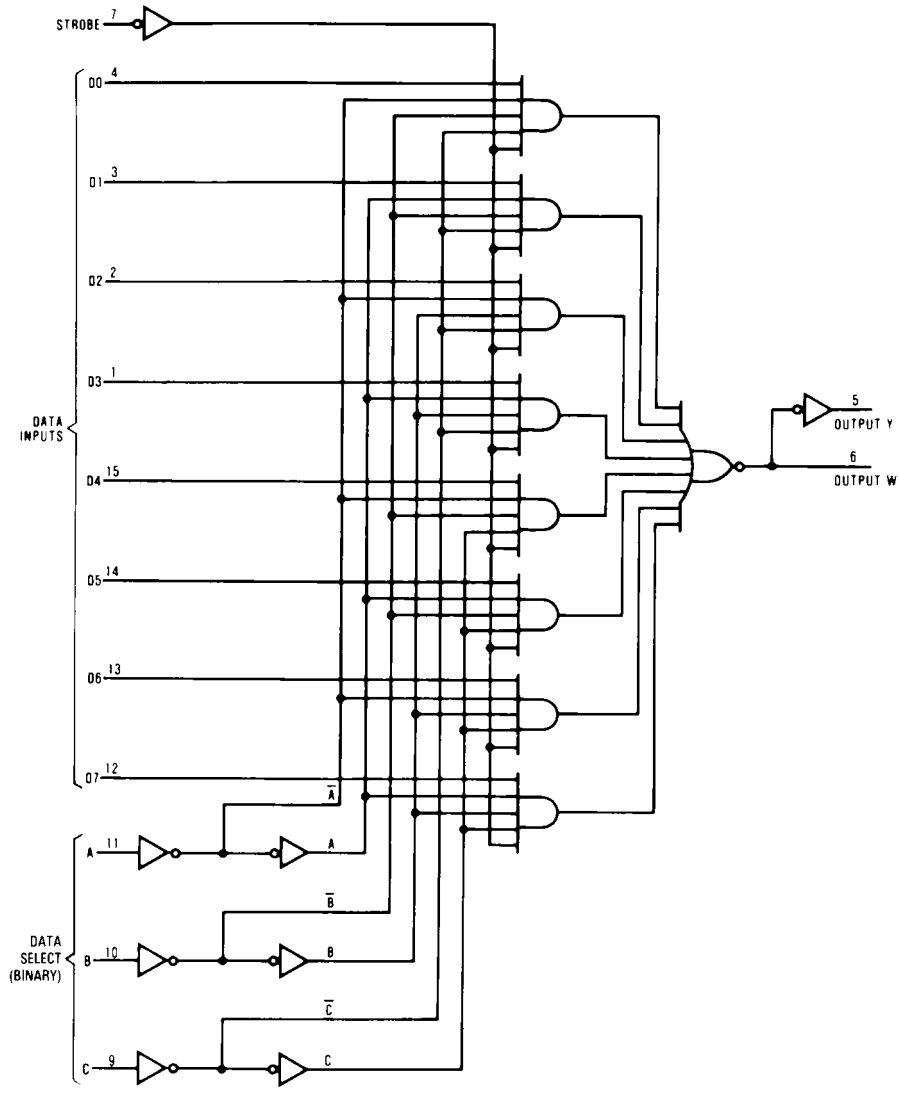 STROBE 7
D0 4
D1 3
D2 2
D3 1
DATA
INPUTS
D4 15
D5 14
D6 13
D7 12
5
OUTPUT Y
6
OUTPUT W
A̅
A 11
A
B̅
DATA
SELECT
(BINARY)
B 10
B
C̅
C 9
C